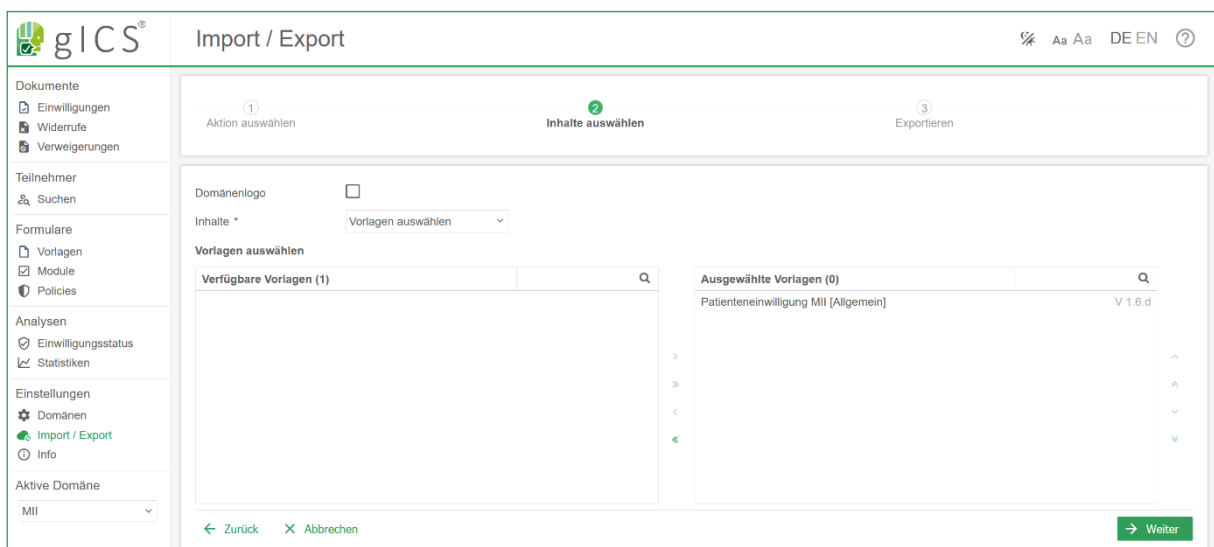 gICS®
Import / Export
Aa Aa DE EN
Dokumente
Einwilligungen
Widerrufe
Verweigerungen
Teilnehmer
Suchen
Formulare
Vorlagen
Module
Policies
Analysen
Einwilligungsstatus
Statistiken
Einstellungen
Domänen
Import / Export
Info
Aktive Domäne
MII
1 2 3
Aktion auswählen Inhalte auswählen Exportieren
Domänenlogo
Inhalte * Vorlagen auswählen
Vorlagen auswählen
Verfügbare Vorlagen (1) Ausgewählte Vorlagen (0)
Patienteneinwilligung MII [Allgemein] V 1.6.d
Zurück Abbrechen Weiter